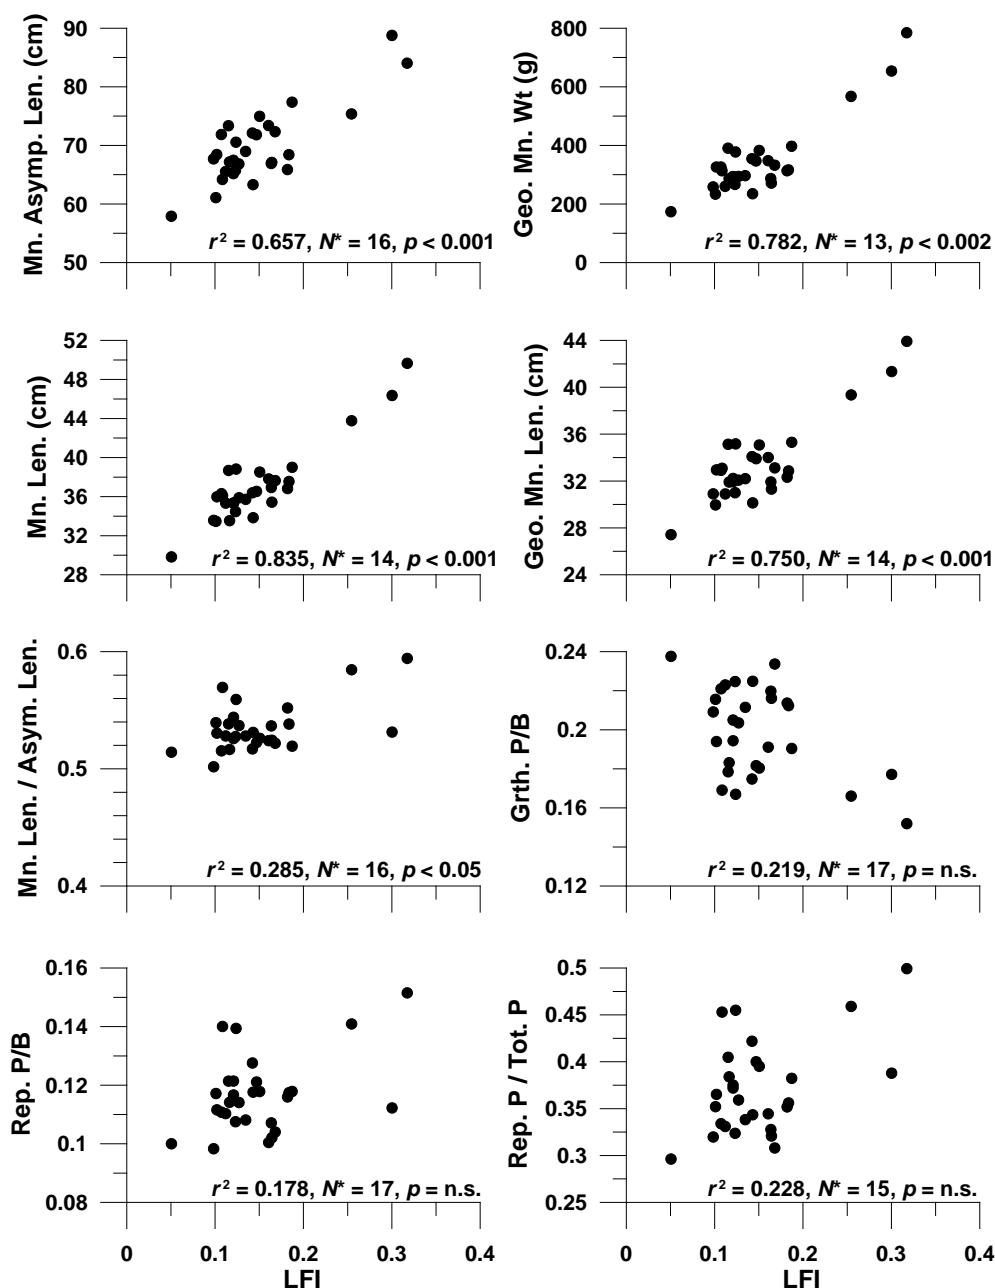 Mn. Asymp. Len. (cm)
90
80
70
60
50
r² = 0.657, N* = 16, p < 0.001
Geo. Mn. Wt (g)
800
600
400
200
0
r² = 0.782, N* = 13, p < 0.002
Mn. Len. (cm)
52
48
44
40
36
32
28
r² = 0.835, N* = 14, p < 0.001
Geo. Mn. Len. (cm)
44
40
36
32
28
24
r² = 0.750, N* = 14, p < 0.001
Mn. Len. / Asym. Len.
0.6
0.5
0.4
r² = 0.285, N* = 16, p < 0.05
Grth. P/B
0.24
0.2
0.16
0.12
r² = 0.219, N* = 17, p = n.s.
Rep. P/B
0.16
0.14
0.12
0.1
0.08
r² = 0.178, N* = 17, p = n.s.
0 0.1 0.2 0.3 0.4
LFI
Rep. P / Tot. P
0.5
0.45
0.4
0.35
0.3
0.25
r² = 0.228, N* = 15, p = n.s.
0 0.1 0.2 0.3 0.4
LFI